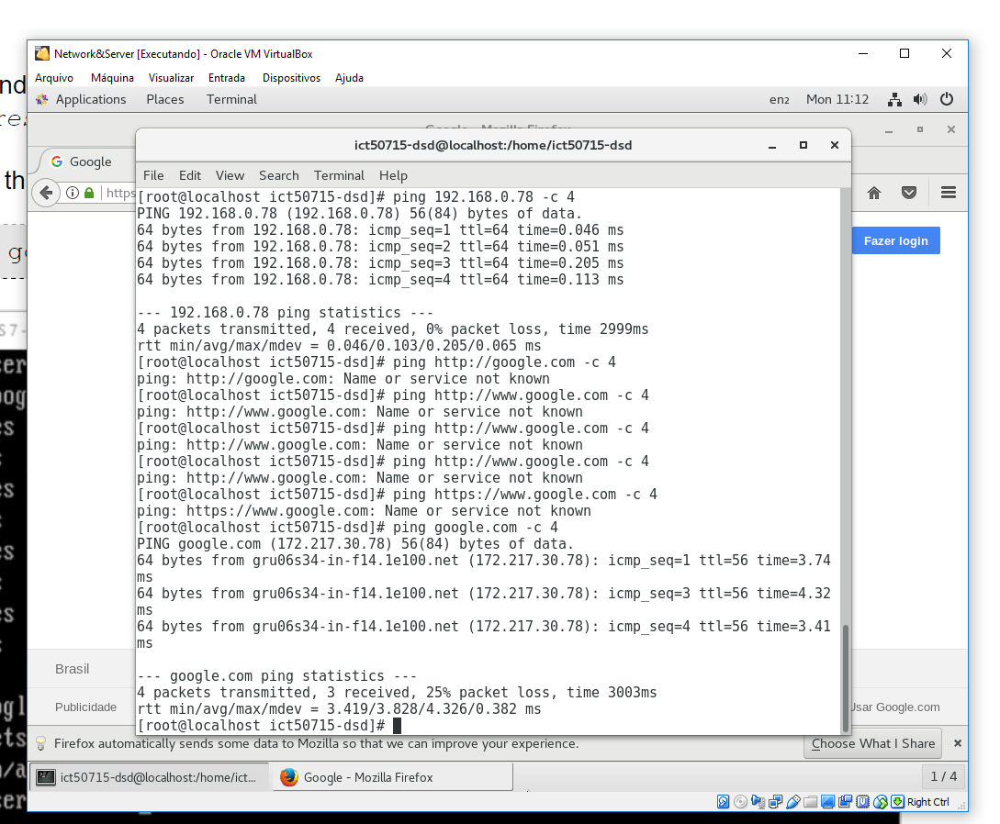 Network&Server [Executando] - Oracle VM VirtualBox
Arquivo Máquina Visualizar Entrada Dispositivos Ajuda
Applications Places Terminal en2 Mon 11:12
Google - Mozilla Firefox
ict50715-dsd@localhost:/home/ict50715-dsd
Google
File Edit View Search Terminal Help
https
[root@localhost ict50715-dsd]# ping 192.168.0.78 -c 4
PING 192.168.0.78 (192.168.0.78) 56(84) bytes of data.
64 bytes from 192.168.0.78: icmp_seq=1 ttl=64 time=0.046 ms
64 bytes from 192.168.0.78: icmp_seq=2 ttl=64 time=0.051 ms
64 bytes from 192.168.0.78: icmp_seq=3 ttl=64 time=0.205 ms
64 bytes from 192.168.0.78: icmp_seq=4 ttl=64 time=0.113 ms
Fazer login
--- 192.168.0.78 ping statistics ---
4 packets transmitted, 4 received, 0% packet loss, time 2999ms
rtt min/avg/max/mdev = 0.046/0.103/0.205/0.065 ms
[root@localhost ict50715-dsd]# ping http://google.com -c 4
ping: http://google.com: Name or service not known
[root@localhost ict50715-dsd]# ping http://www.google.com -c 4
ping: http://www.google.com: Name or service not known
[root@localhost ict50715-dsd]# ping http://www.google.com -c 4
ping: http://www.google.com: Name or service not known
[root@localhost ict50715-dsd]# ping http://www.google.com -c 4
ping: http://www.google.com: Name or service not known
[root@localhost ict50715-dsd]# ping https://www.google.com -c 4
ping: https://www.google.com: Name or service not known
[root@localhost ict50715-dsd]# ping google.com -c 4
PING google.com (172.217.30.78) 56(84) bytes of data.
64 bytes from gru06s34-in-f14.1e100.net (172.217.30.78): icmp_seq=1 ttl=56 time=3.74
ms
64 bytes from gru06s34-in-f14.1e100.net (172.217.30.78): icmp_seq=3 ttl=56 time=4.32
ms
64 bytes from gru06s34-in-f14.1e100.net (172.217.30.78): icmp_seq=4 ttl=56 time=3.41
ms
--- google.com ping statistics ---
4 packets transmitted, 3 received, 25% packet loss, time 3003ms
rtt min/avg/max/mdev = 3.419/3.828/4.326/0.382 ms
[root@localhost ict50715-dsd]#
Brasil
Publicidade
Usar Google.com
Firefox automatically sends some data to Mozilla so that we can improve your experience.
Choose What I Share
ict50715-dsd@localhost:/home/ict...
Google - Mozilla Firefox
1 / 4
Right Ctrl